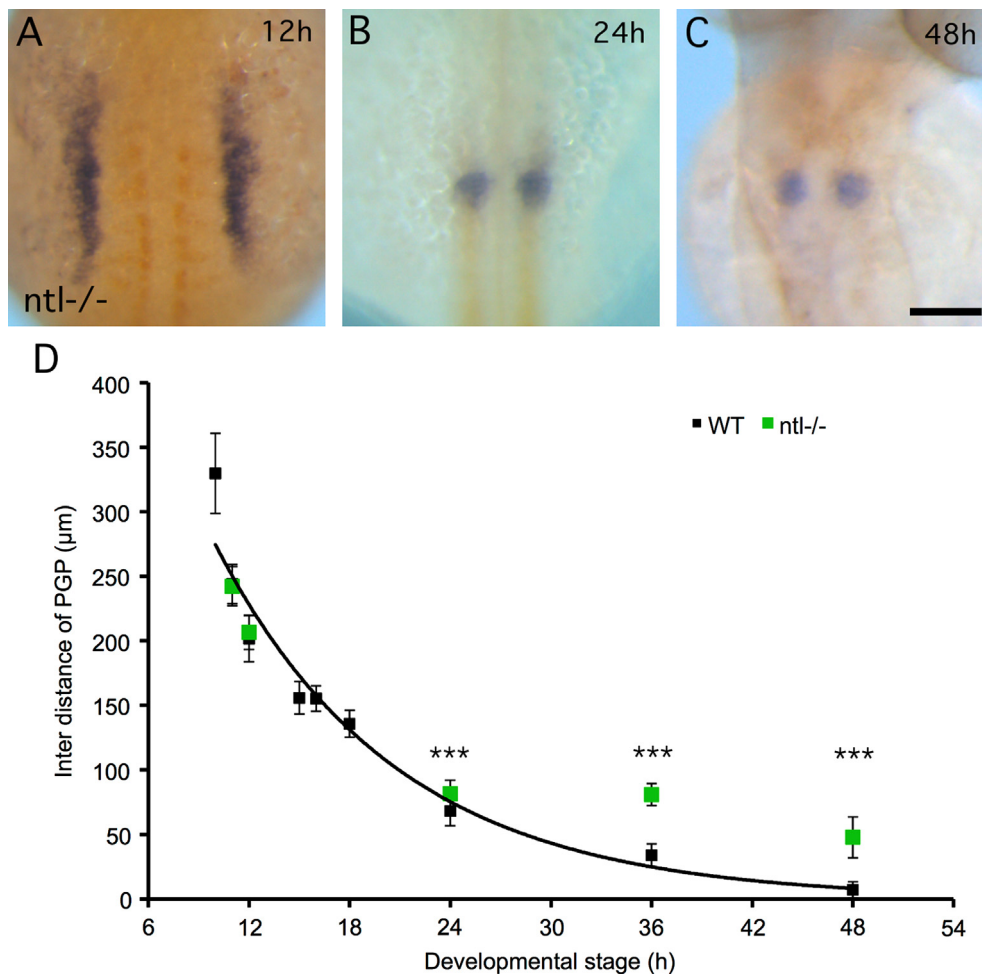 A 12h
B 24h
C 48h
ntl-/-
D
400
350
300
250
200
150
100
50
0
Inter distance of PGP (µm)
WT ntl-/-
*** *** ***
6 12 18 24 30 36 42 48 54
Developmental stage (h)